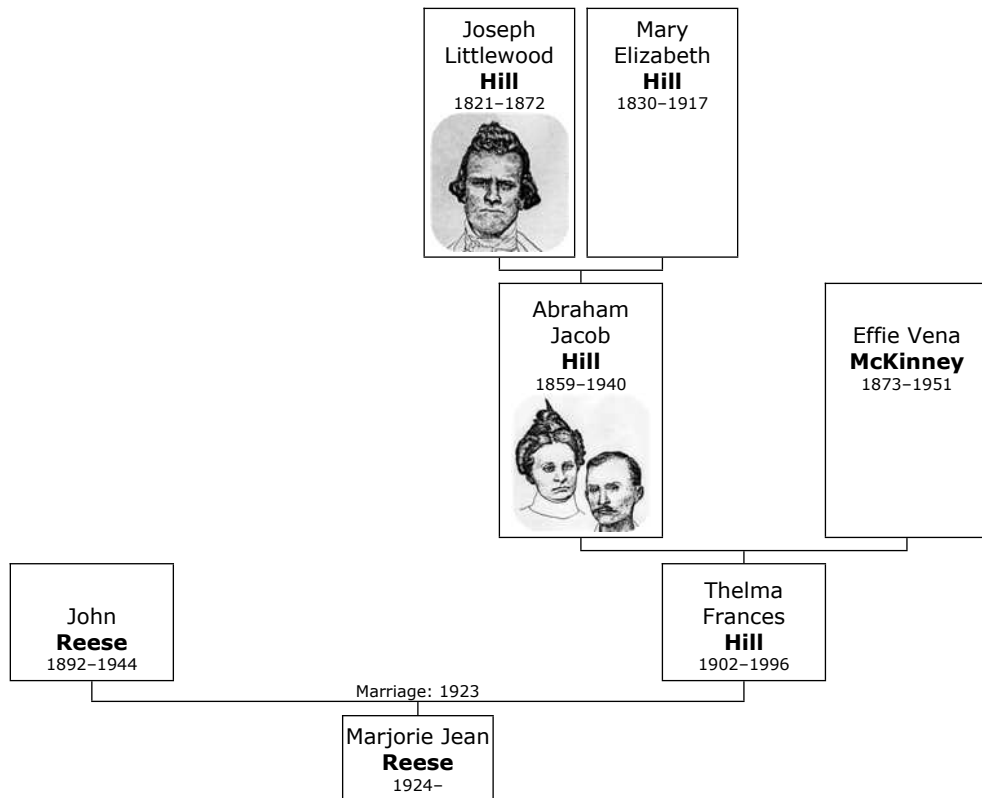 Joseph
Littlewood
Hill
1821–1872
Mary
Elizabeth
Hill
1830–1917
Abraham
Jacob
Hill
1859–1940
Effie Vena
McKinney
1873–1951
John
Reese
1892–1944
Thelma
Frances
Hill
1902–1996
Marriage: 1923
Marjorie Jean
Reese
1924–